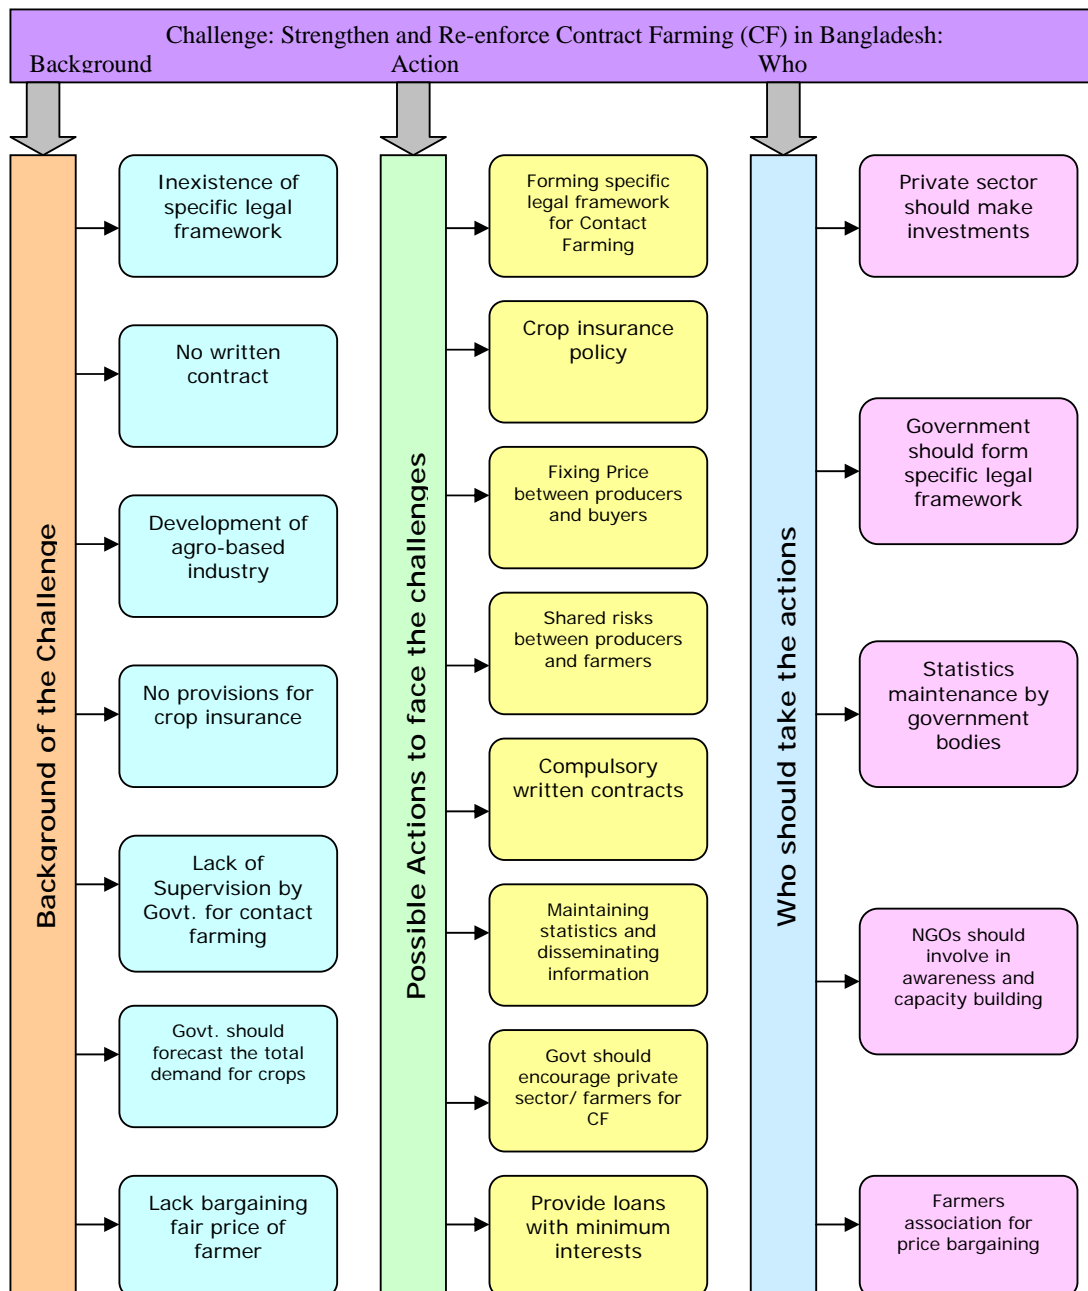 Challenge: Strengthen and Re-enforce Contract Farming (CF) in Bangladesh:
Background Action Who
Background of the Challenge
Inexistence of
specific legal
framework
No written
contract
Development of
agro-based
industry
No provisions for
crop insurance
Lack of
Supervision by
Govt. for contact
farming
Govt. should
forecast the total
demand for crops
Lack bargaining
fair price of
farmer
Possible Actions to face the challenges
Forming specific
legal framework
for Contact
Farming
Crop insurance
policy
Fixing Price
between producers
and buyers
Shared risks
between producers
and farmers
Compulsory
written contracts
Maintaining
statistics and
disseminating
information
Govt should
encourage private
sector/ farmers for
CF
Provide loans
with minimum
interests
Who should take the actions
Private sector
should make
investments
Government
should form
specific legal
framework
Statistics
maintenance by
government
bodies
NGOs should
involve in
awareness and
capacity building
Farmers
association for
price bargaining